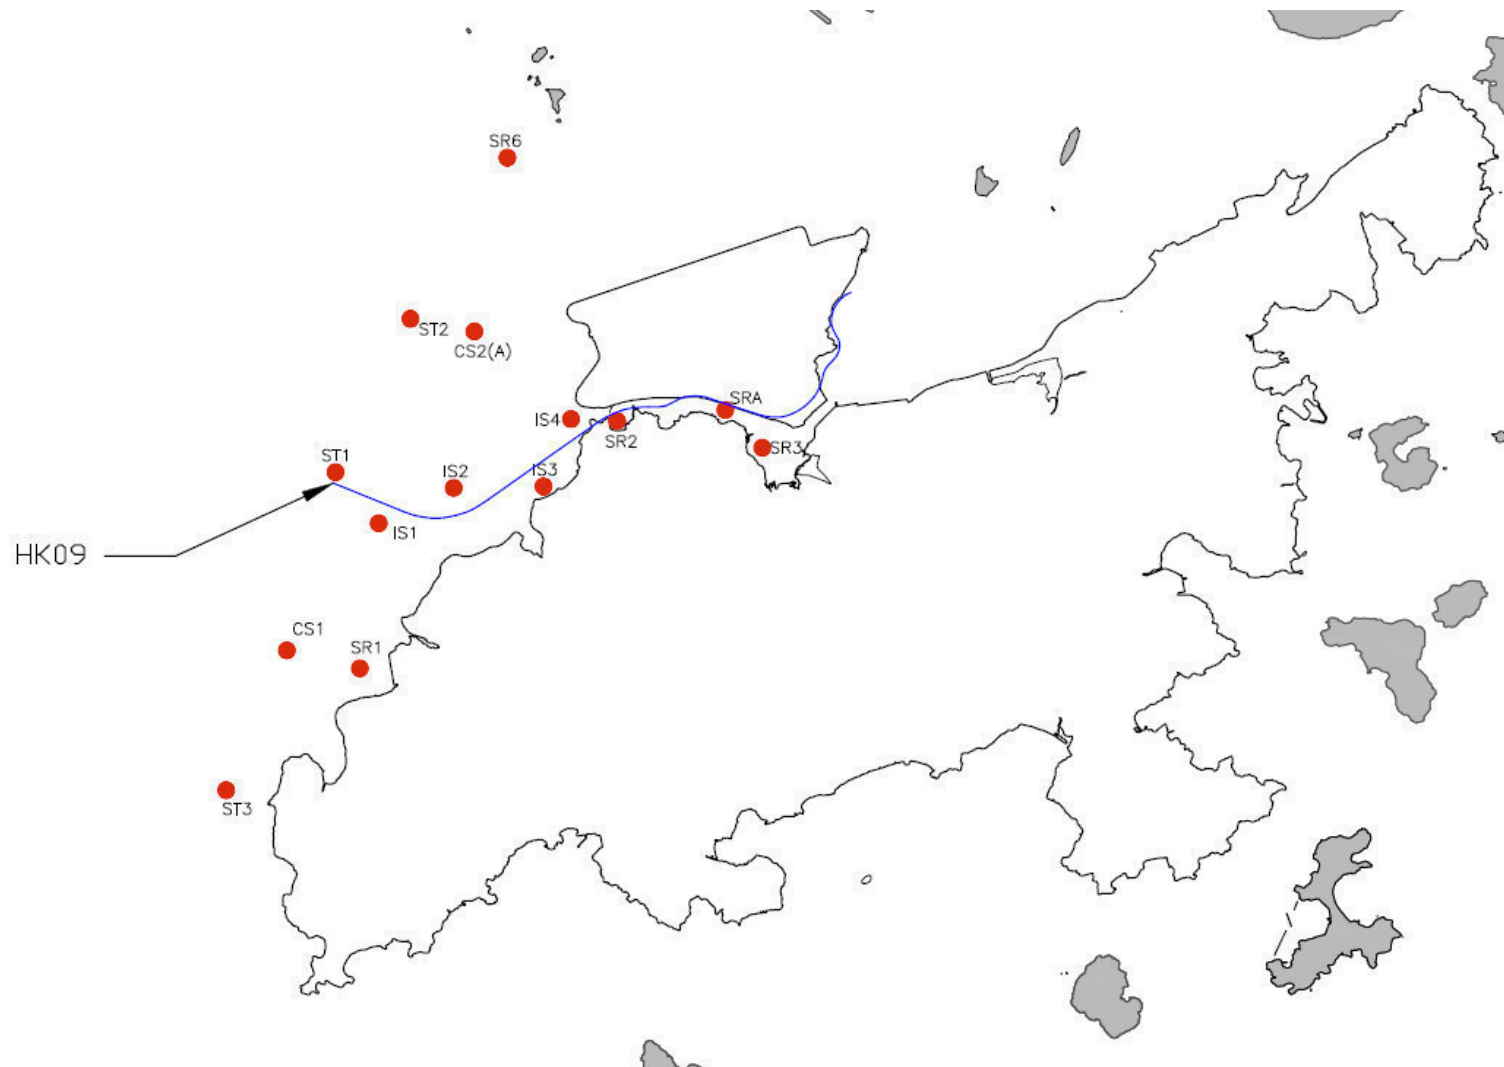 SR6
ST2
CS2(A)
SRA
IS4
SR2
SR3
ST1
IS2
IS3
IS1
HK09
CS1
SR1
ST3